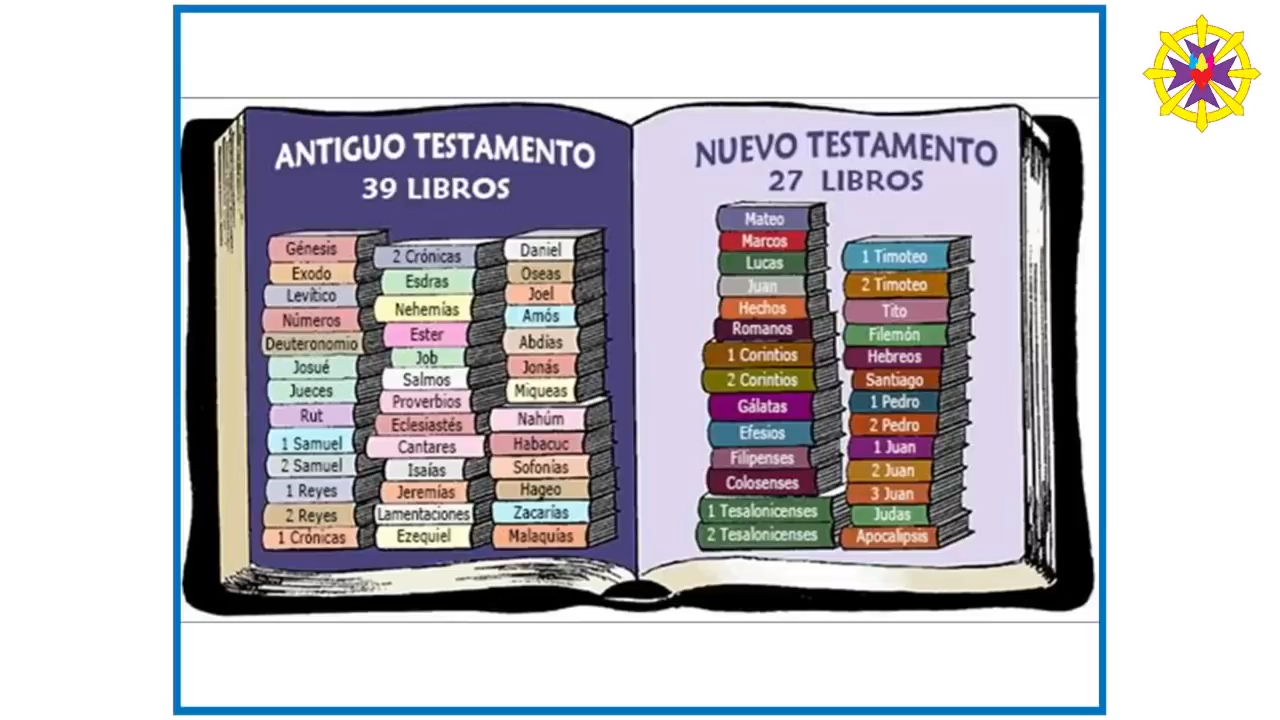 ANTIGUO TESTAMENTO
39 LIBROS
Génesis
Exodo
Levítico
Números
Deuteronomio
Josué
Jueces
Rut
1 Samuel
2 Samuel
1 Reyes
2 Reyes
1 Crónicas
2 Crónicas
Esdras
Nehemías
Ester
Job
Salmos
Proverbios
Eclesiastés
Cantares
Isaías
Jeremías
Lamentaciones
Ezequiel
Daniel
Oseas
Joel
Amós
Abdías
Jonás
Miqueas
Nahúm
Habacuc
Sofonías
Hageo
Zacarías
Malaquías
NUEVO TESTAMENTO
27 LIBROS
Mateo
Marcos
Lucas
Juan
Hechos
Romanos
1 Corintios
2 Corintios
Gálatas
Efesios
Filipenses
Colosenses
1 Tesalonicenses
2 Tesalonicenses
1 Timoteo
2 Timoteo
Tito
Filemón
Hebreos
Santiago
1 Pedro
2 Pedro
1 Juan
2 Juan
3 Juan
Judas
Apocalipsis